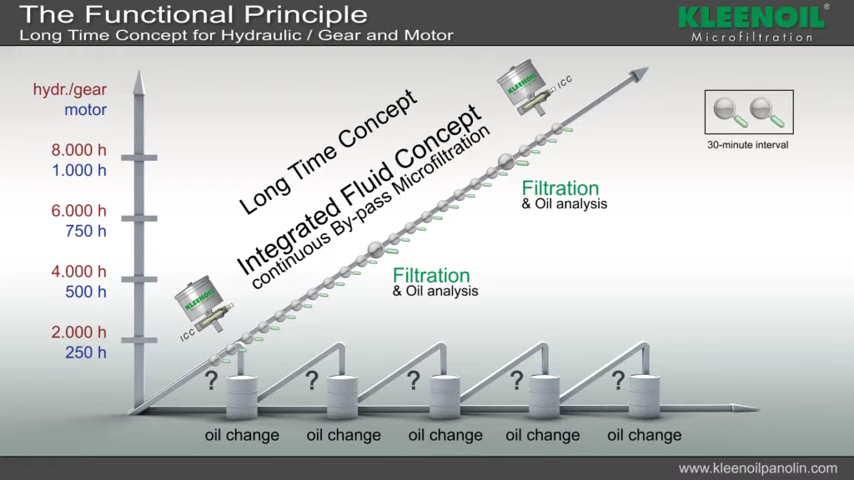 The Functional Principle
Long Time Concept for Hydraulic / Gear and Motor
KLEENOIL®
Microfiltration
hydr./gear
motor
8.000 h
1.000 h
6.000 h
750 h
4.000 h
500 h
2.000 h
250 h
Long Time Concept
Integrated Fluid Concept
continuous By-pass Microfiltration
KLEENOIL
ICC
KLEENOIL
ICC
30-minute interval
Filtration
& Oil analysis
Filtration
& Oil analysis
? ? ? ? ?
oil change oil change oil change oil change oil change
www.kleenoilpanolin.com